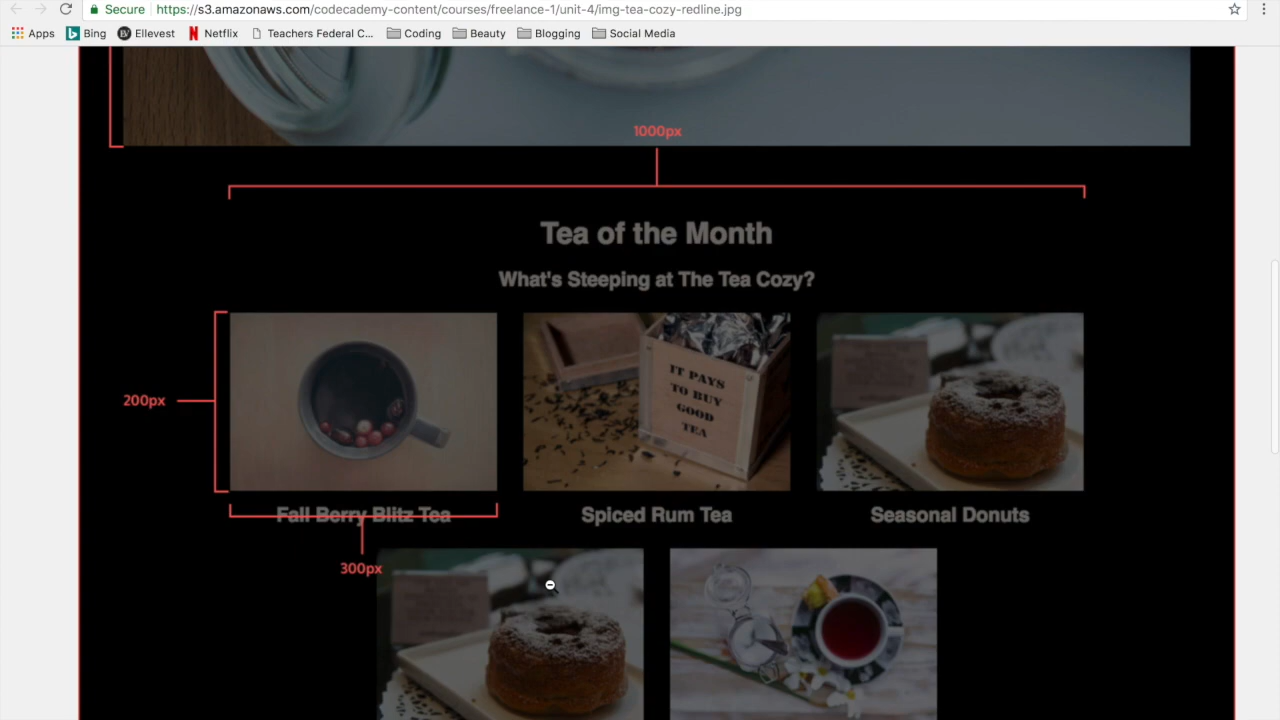 Secure https://s3.amazonaws.com/codecademy-content/courses/freelance-1/unit-4/img-tea-cozy-redline.jpg
Apps Bing Ellevest Netflix Teachers Federal C... Coding Beauty Blogging Social Media
1000px
Tea of the Month
What's Steeping at The Tea Cozy?
IT PAYS
TO BUY
GOOD
TEA
200px
Fall Berry Blitz Tea Spiced Rum Tea Seasonal Donuts
300px